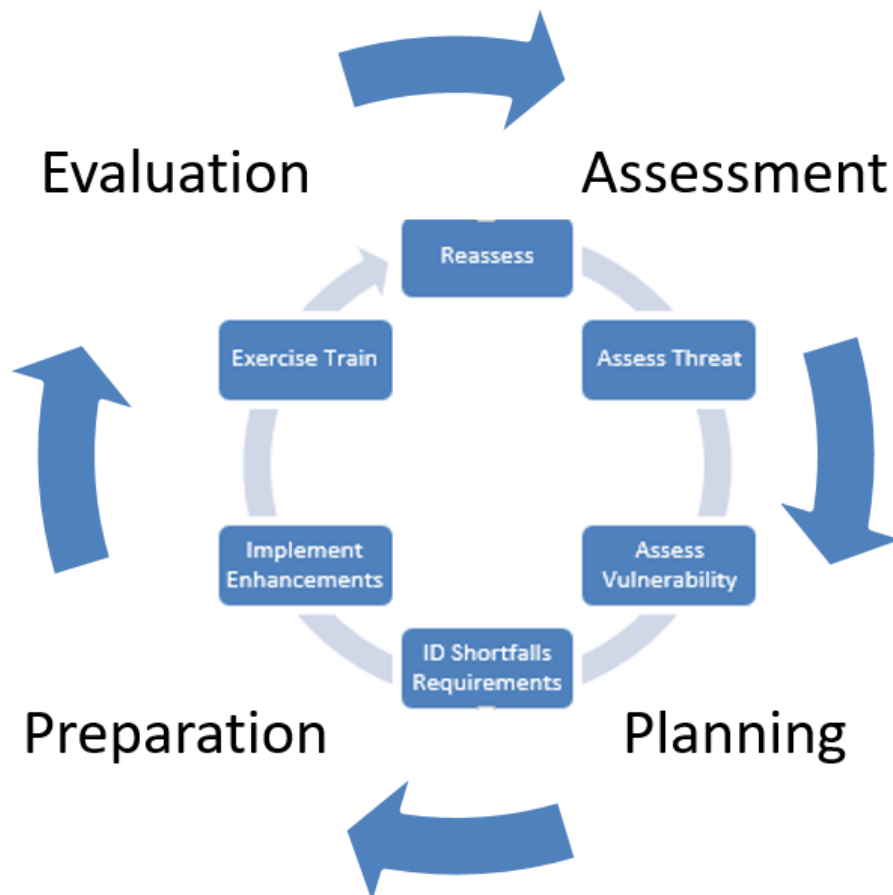 Evaluation
Assessment
Reassess
Exercise Train
Assess Threat
Implement
Enhancements
Assess
Vulnerability
ID Shortfalls
Requirements
Preparation
Planning